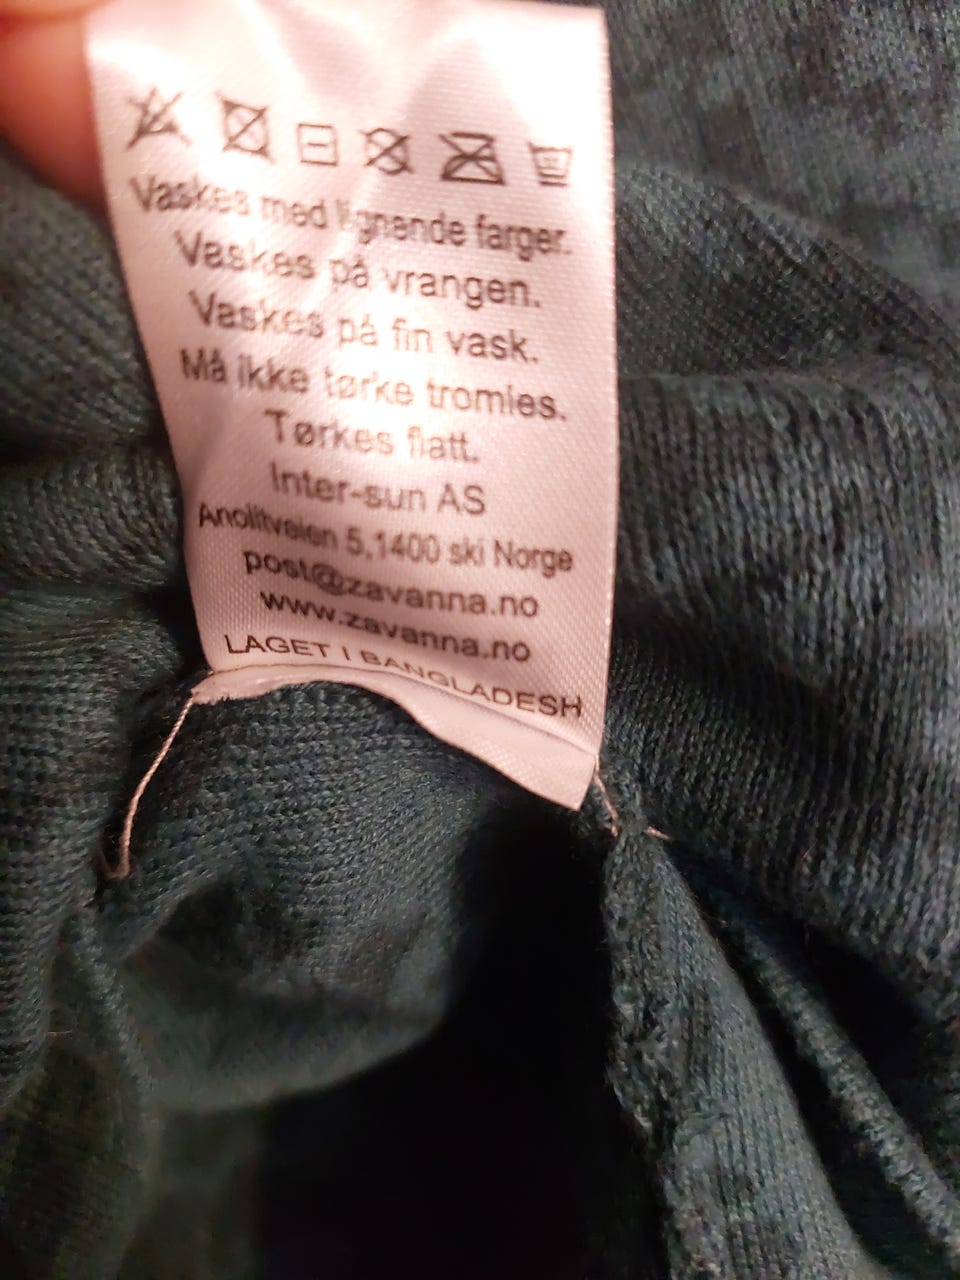 Vaskes med lignende farger.
Vaskes på vrangen.
Vaskes på fin vask.
Må ikke tørke tromles.
Tørkes flatt.
Inter-sun AS
Anolitveien 5,1400 ski Norge
post@zavanna.no
www.zavanna.no
LAGET I BANGLADESH